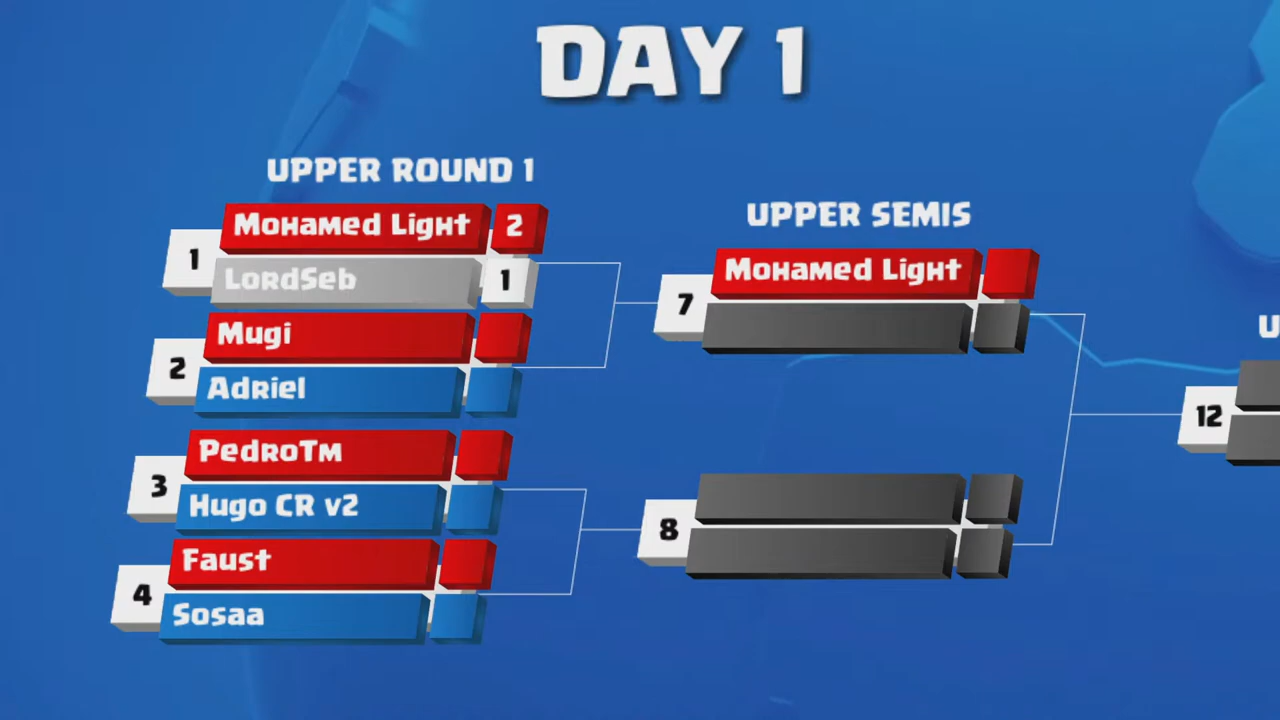 DAY 1
UPPER ROUND 1
1
Mohamed Light 2
LordSeb 1
2
Mugi
Adriel
3
PedroTM
Hugo CR v2
4
Faust
Sosaa
UPPER SEMIS
7
Mohamed Light
8
U
12